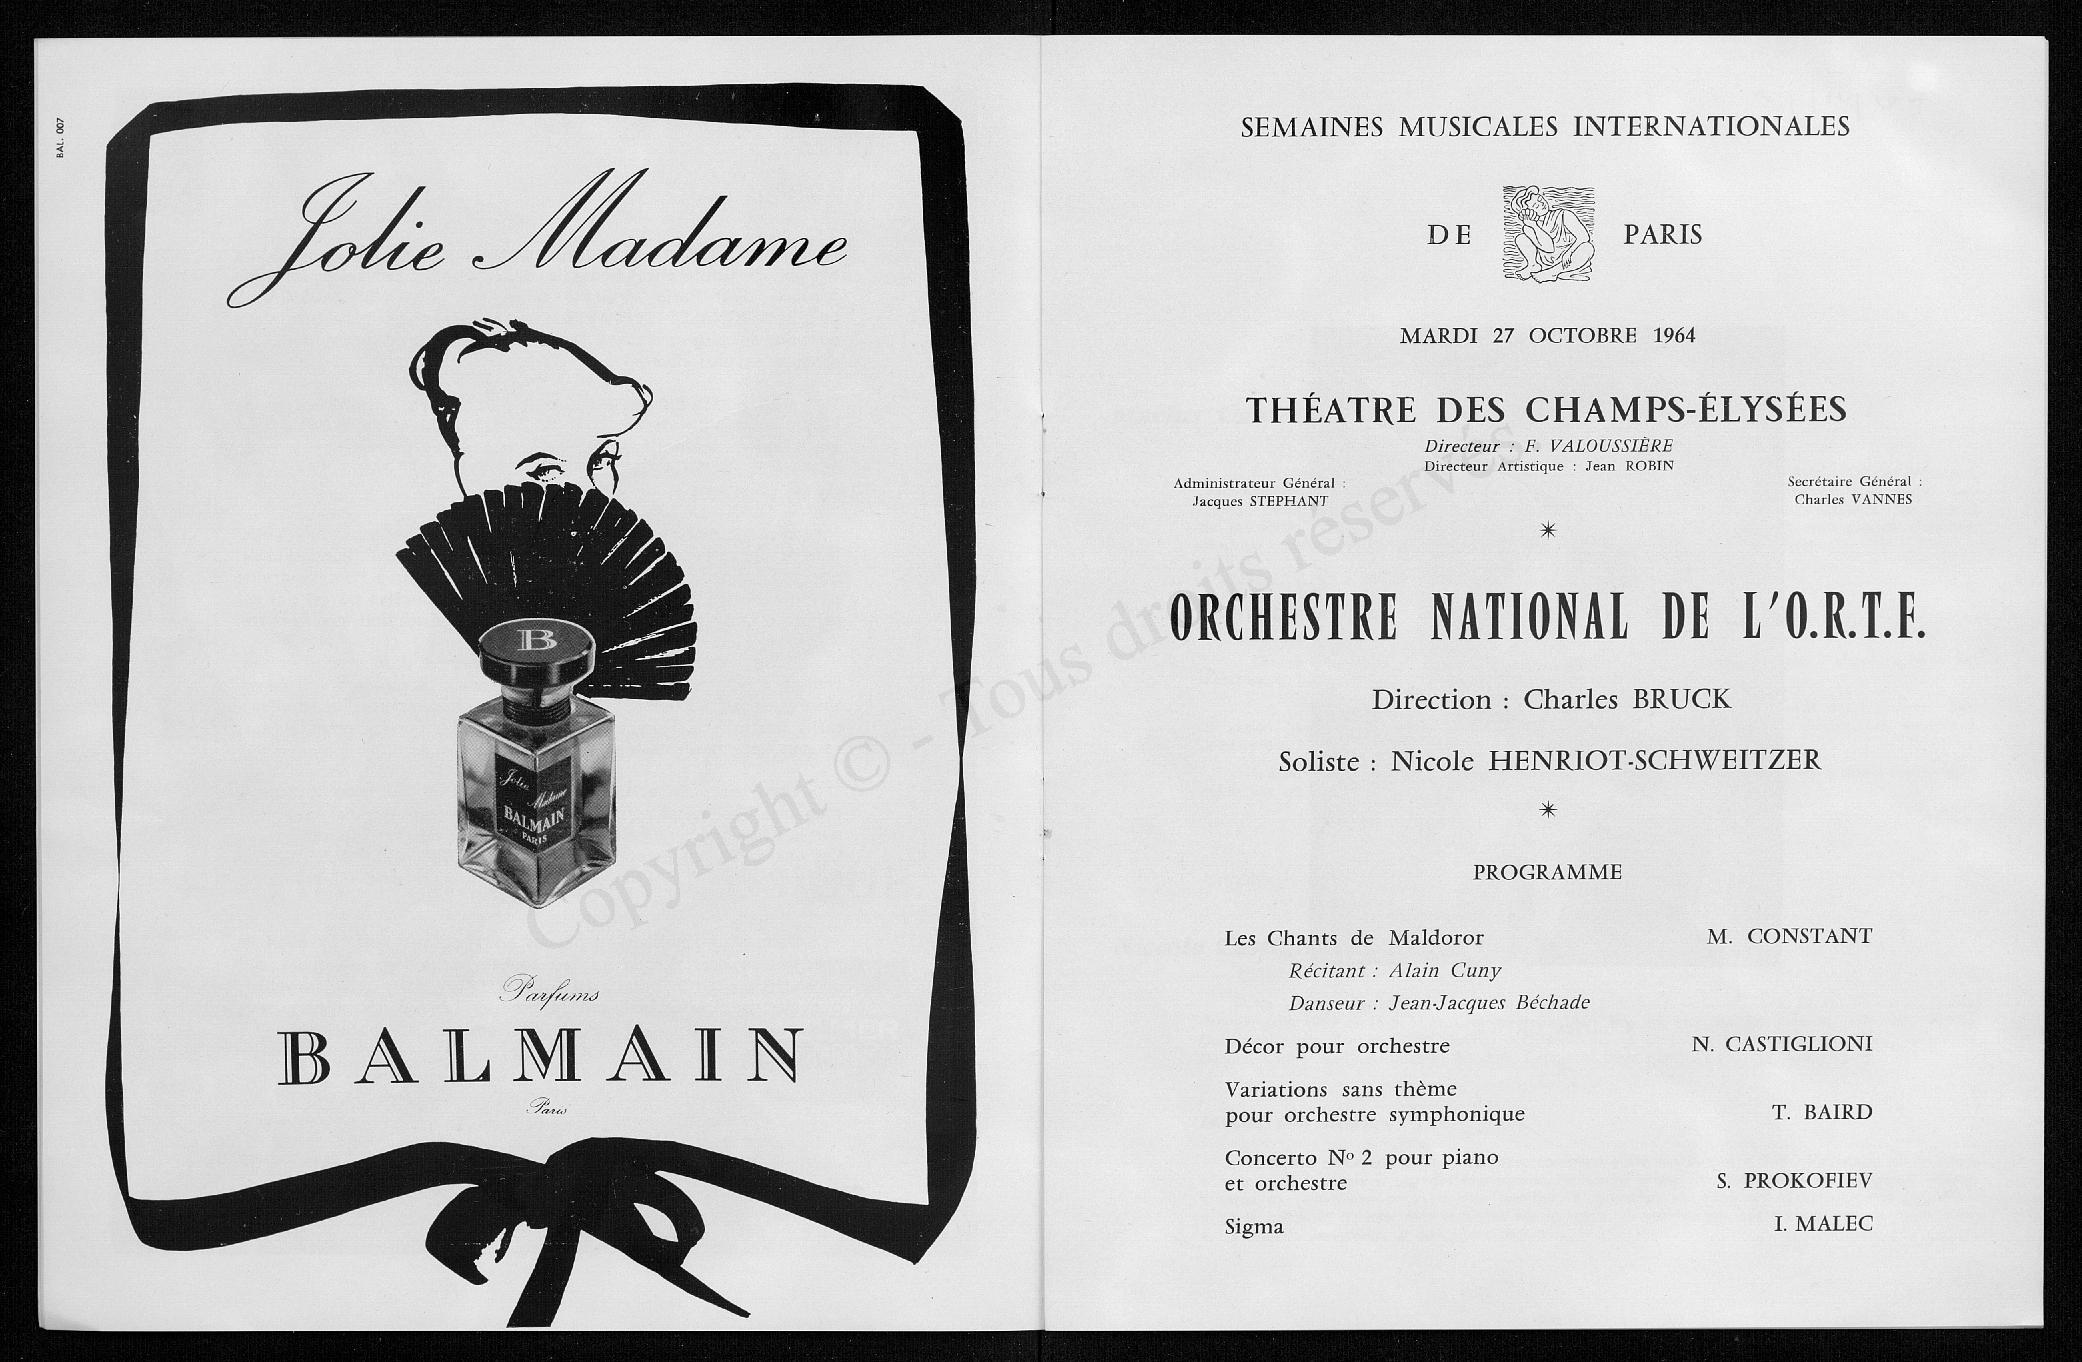 BAL. 007
Jolie Madame
B
Jolie
Madame
BALMAIN
PARIS
Parfums
BALMAIN
Paris
SEMAINES MUSICALES INTERNATIONALES
DE PARIS
MARDI 27 OCTOBRE 1964
THÉATRE DES CHAMPS-ÉLYSÉES
Directeur : F. VALOUSSIÈRE
Directeur Artistique : Jean ROBIN
Administrateur Général :
Jacques STEPHANT
Secrétaire Général :
Charles VANNES
ORCHESTRE NATIONAL DE L'O.R.T.F.
Direction : Charles BRUCK
Soliste : Nicole HENRIOT-SCHWEITZER
PROGRAMME
Les Chants de Maldoror M. CONSTANT
Récitant : Alain Cuny
Danseur : Jean-Jacques Béchade
Décor pour orchestre N. CASTIGLIONI
Variations sans thème
pour orchestre symphonique T. BAIRD
Concerto Nº 2 pour piano
et orchestre S. PROKOFIEV
Sigma I. MALEC
Copyright © - Tous droits réservés